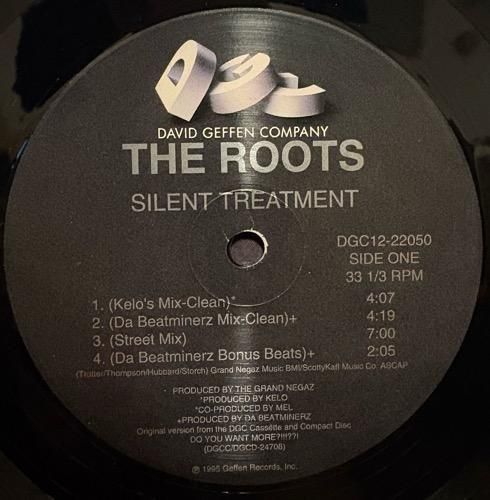 DGC
DAVID GEFFEN COMPANY
THE ROOTS
SILENT TREATMENT
DGC12-22050
SIDE ONE
33 1/3 RPM
1. (Kelo's Mix-Clean)* 4:07
2. (Da Beatminerz Mix-Clean)+ 4:19
3. (Street Mix) 7:00
4. (Da Beatminerz Bonus Beats)+ 2:05
(Trotter/Thompson/Hubbard/Storch) Grand Negaz Music BMI/Scottykatt Music Co. ASCAP
· PRODUCED BY THE GRAND NEGAZ
*PRODUCED BY KELO
*CO-PRODUCED BY MEL
+PRODUCED BY DA BEATMINERZ
Original version from the DGC Cassette and Compact Disc
DO YOU WANT MORE?!!!??!
(DGCC/DGCD-24708)
℗ 1995 Geffen Records, Inc.